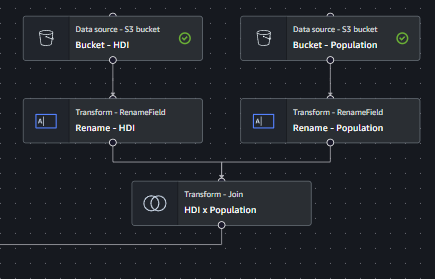 Data source - S3 bucket
Bucket - HDI
Data source - S3 bucket
Bucket - Population
Transform - RenameField
Rename - HDI
Transform - RenameField
Rename - Population
Transform - Join
HDI x Population